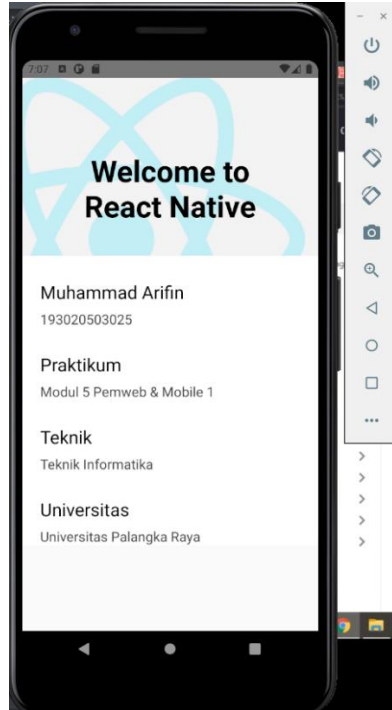 7:07
Welcome to
React Native
Muhammad Arifin
193020503025
Praktikum
Modul 5 Pemweb & Mobile 1
Teknik
Teknik Informatika
Universitas
Universitas Palangka Raya